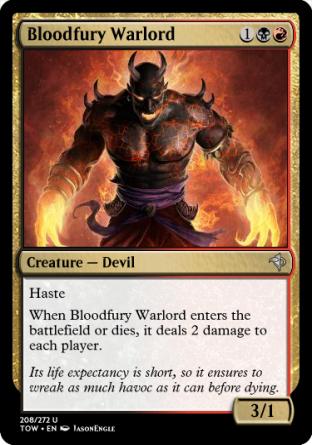 Bloodfury Warlord 1
Creature — Devil
Haste
When Bloodfury Warlord enters the
battlefield or dies, it deals 2 damage to
each player.
Its life expectancy is short, so it ensures to
wreak as much havoc as it can before dying.
3/1
208/272 U
TOW • EN JASONENGLE